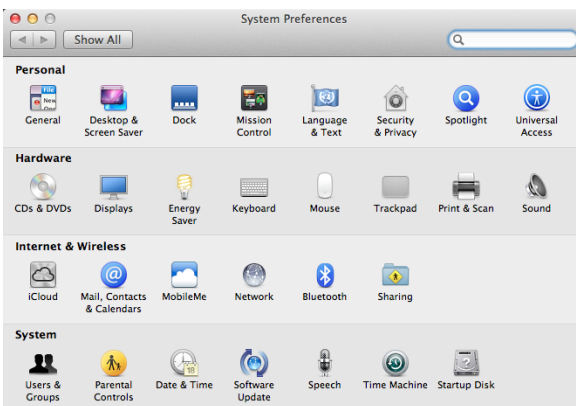 System Preferences
Show All
Personal
General Desktop & Screen Saver Dock Mission Control Language & Text Security & Privacy Spotlight Universal Access
Hardware
CDs & DVDs Displays Energy Saver Keyboard Mouse Trackpad Print & Scan Sound
Internet & Wireless
iCloud Mail, Contacts & Calendars MobileMe Network Bluetooth Sharing
System
Users & Groups Parental Controls Date & Time Software Update Speech Time Machine Startup Disk